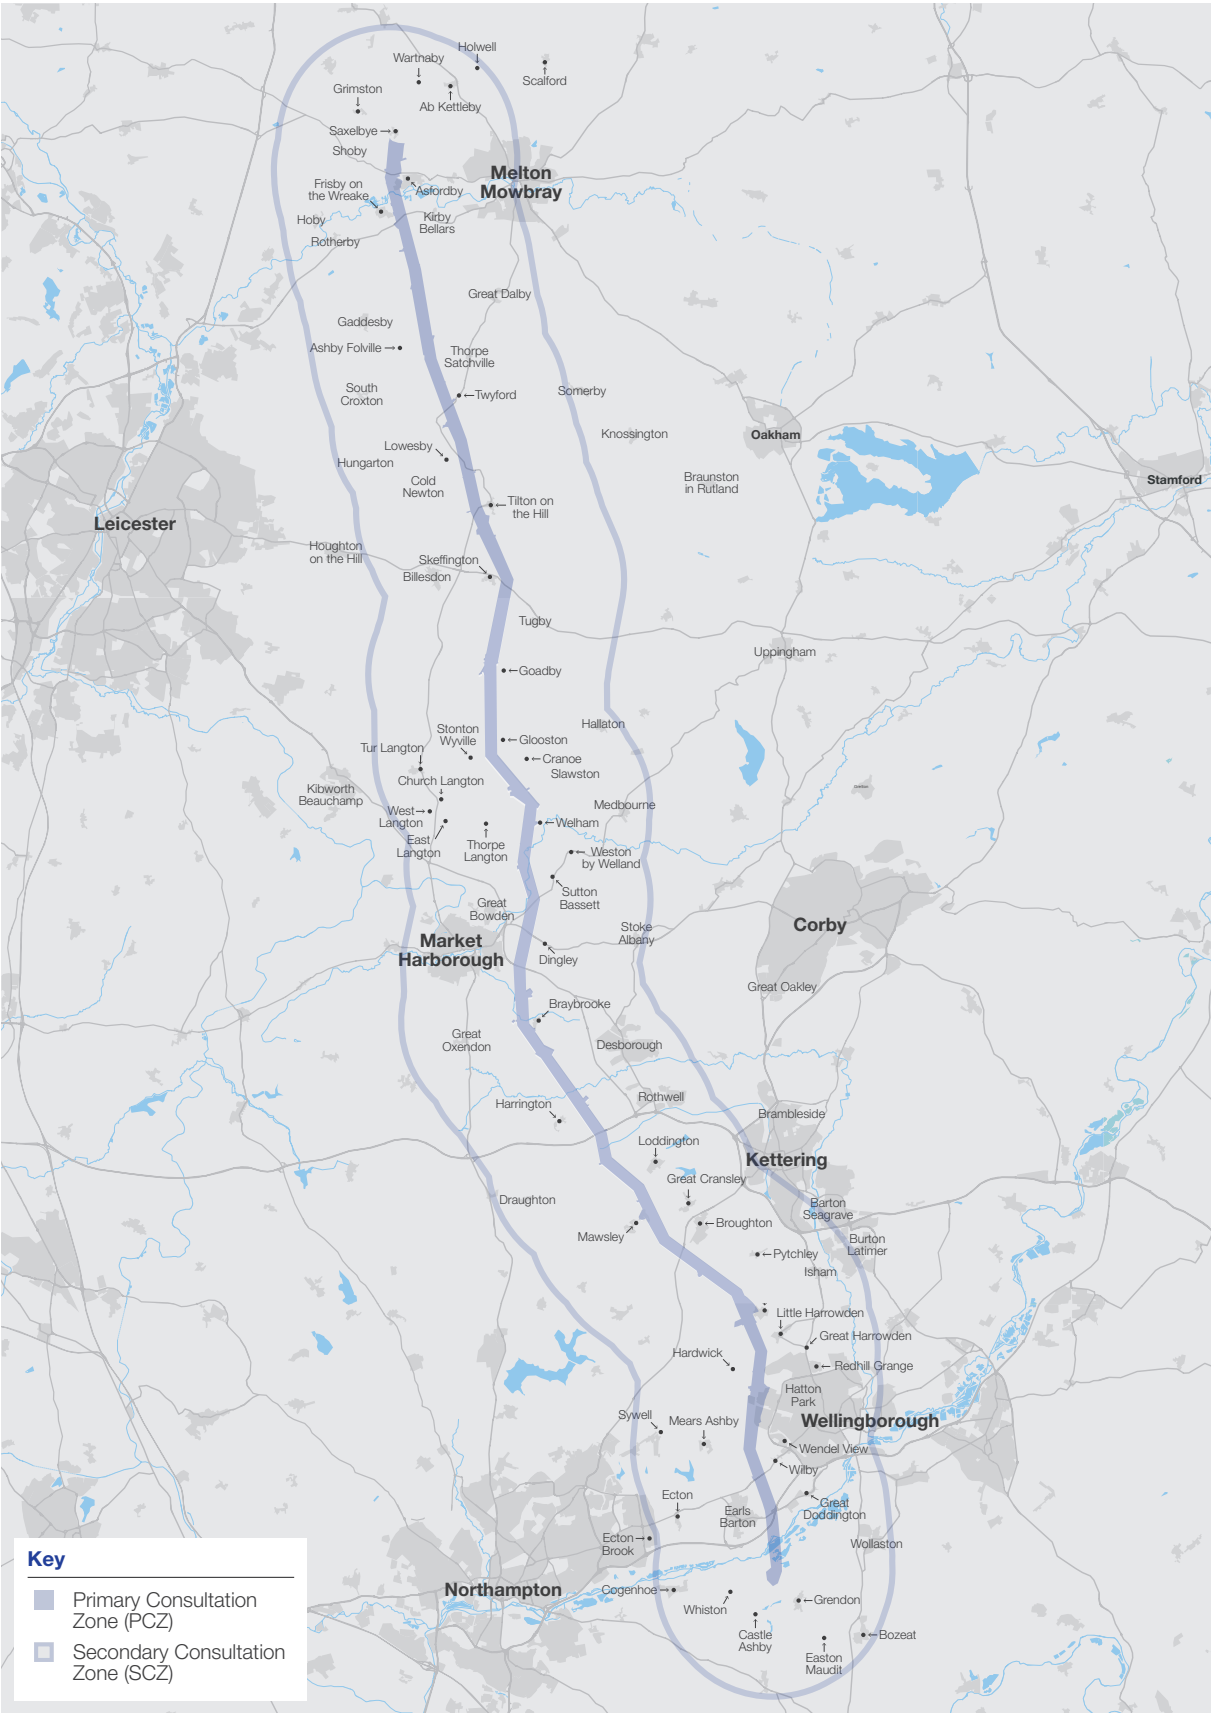 Holwell
Wartnaby
Scalford
Grimston
Ab Kettleby
Saxelbye
Shoby
Melton
Mowbray
Frisby on
the Wreake
Asfordby
Hoby
Kirby
Bellars
Rotherby
Great Dalby
Gaddesby
Ashby Folville
Thorpe
Satchville
South
Croxton
Twyford
Somerby
Knossington
Oakham
Lowesby
Hungarton
Cold
Newton
Braunston
in Rutland
Stamford
Tilton on
the Hill
Leicester
Houghton
on the Hill
Skeffington
Billesdon
Tugby
Uppingham
Goadby
Hallaton
Stonton
Wyville
Glooston
Tur Langton
Cranoe
Slawston
Church Langton
Kibworth
Beauchamp
Medbourne
West
Langton
Welham
East
Langton
Thorpe
Langton
Weston
by Welland
Sutton
Bassett
Great
Bowden
Corby
Stoke
Albany
Market
Harborough
Dingley
Great Oakley
Braybrooke
Great
Oxendon
Desborough
Rothwell
Harrington
Brambleside
Loddington
Kettering
Great Cransley
Draughton
Barton
Seagrave
Broughton
Mawsley
Burton
Latimer
Pytchley
Isham
Little Harrowden
Great Harrowden
Hardwick
Redhill Grange
Hatton
Park
Sywell
Mears Ashby
Wellingborough
Wendel View
Wilby
Ecton
Earls
Barton
Great
Doddington
Ecton
Brook
Wollaston
Northampton
Cogenhoe
Whiston
Grendon
Castle
Ashby
Bozeat
Easton
Maudit
Key
Primary Consultation
Zone (PCZ)
Secondary Consultation
Zone (SCZ)